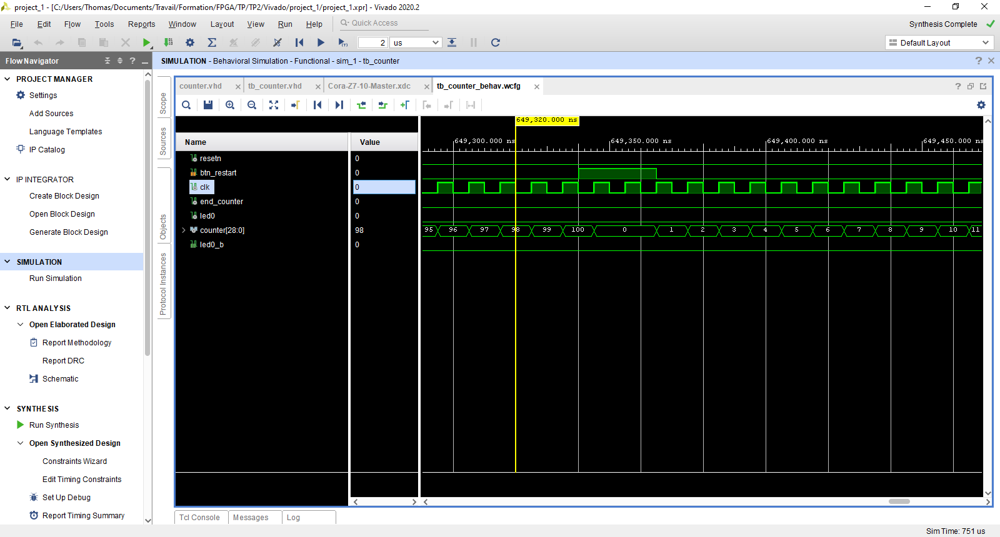 project_1 - [C:/Users/Thomas/Documents/Travail/Formation/FPGA/TP/TP2/Vivado/project_1/project_1.xpr] - Vivado 2020.2
File Edit Flow Tools Reports Window Layout View Run Help Quick Access
Synthesis Complete
2 us
Default Layout
Flow Navigator
SIMULATION - Behavioral Simulation - Functional - sim_1 - tb_counter
PROJECT MANAGER
Settings
Add Sources
Language Templates
IP Catalog
IP INTEGRATOR
Create Block Design
Open Block Design
Generate Block Design
SIMULATION
Run Simulation
RTL ANALYSIS
Open Elaborated Design
Report Methodology
Report DRC
Schematic
SYNTHESIS
Run Synthesis
Open Synthesized Design
Constraints Wizard
Edit Timing Constraints
Set Up Debug
Report Timing Summary
Scope
Sources
Objects
Protocol Instances
counter.vhd tb_counter.vhd Cora-Z7-10-Master.xdc tb_counter_behav.wcfg
649,320.000 ns
649,300.000 ns 649,350.000 ns 649,400.000 ns 649,450.000 ns
Name Value
resetn 0
btn_restart 0
clk 0
end_counter 0
led0 0
counter[28:0] 98 95 96 97 98 99 100 0 1 2 3 4 5 6 7 8 9 10 11
led0_b 0
Tcl Console Messages Log
Sim Time: 751 us